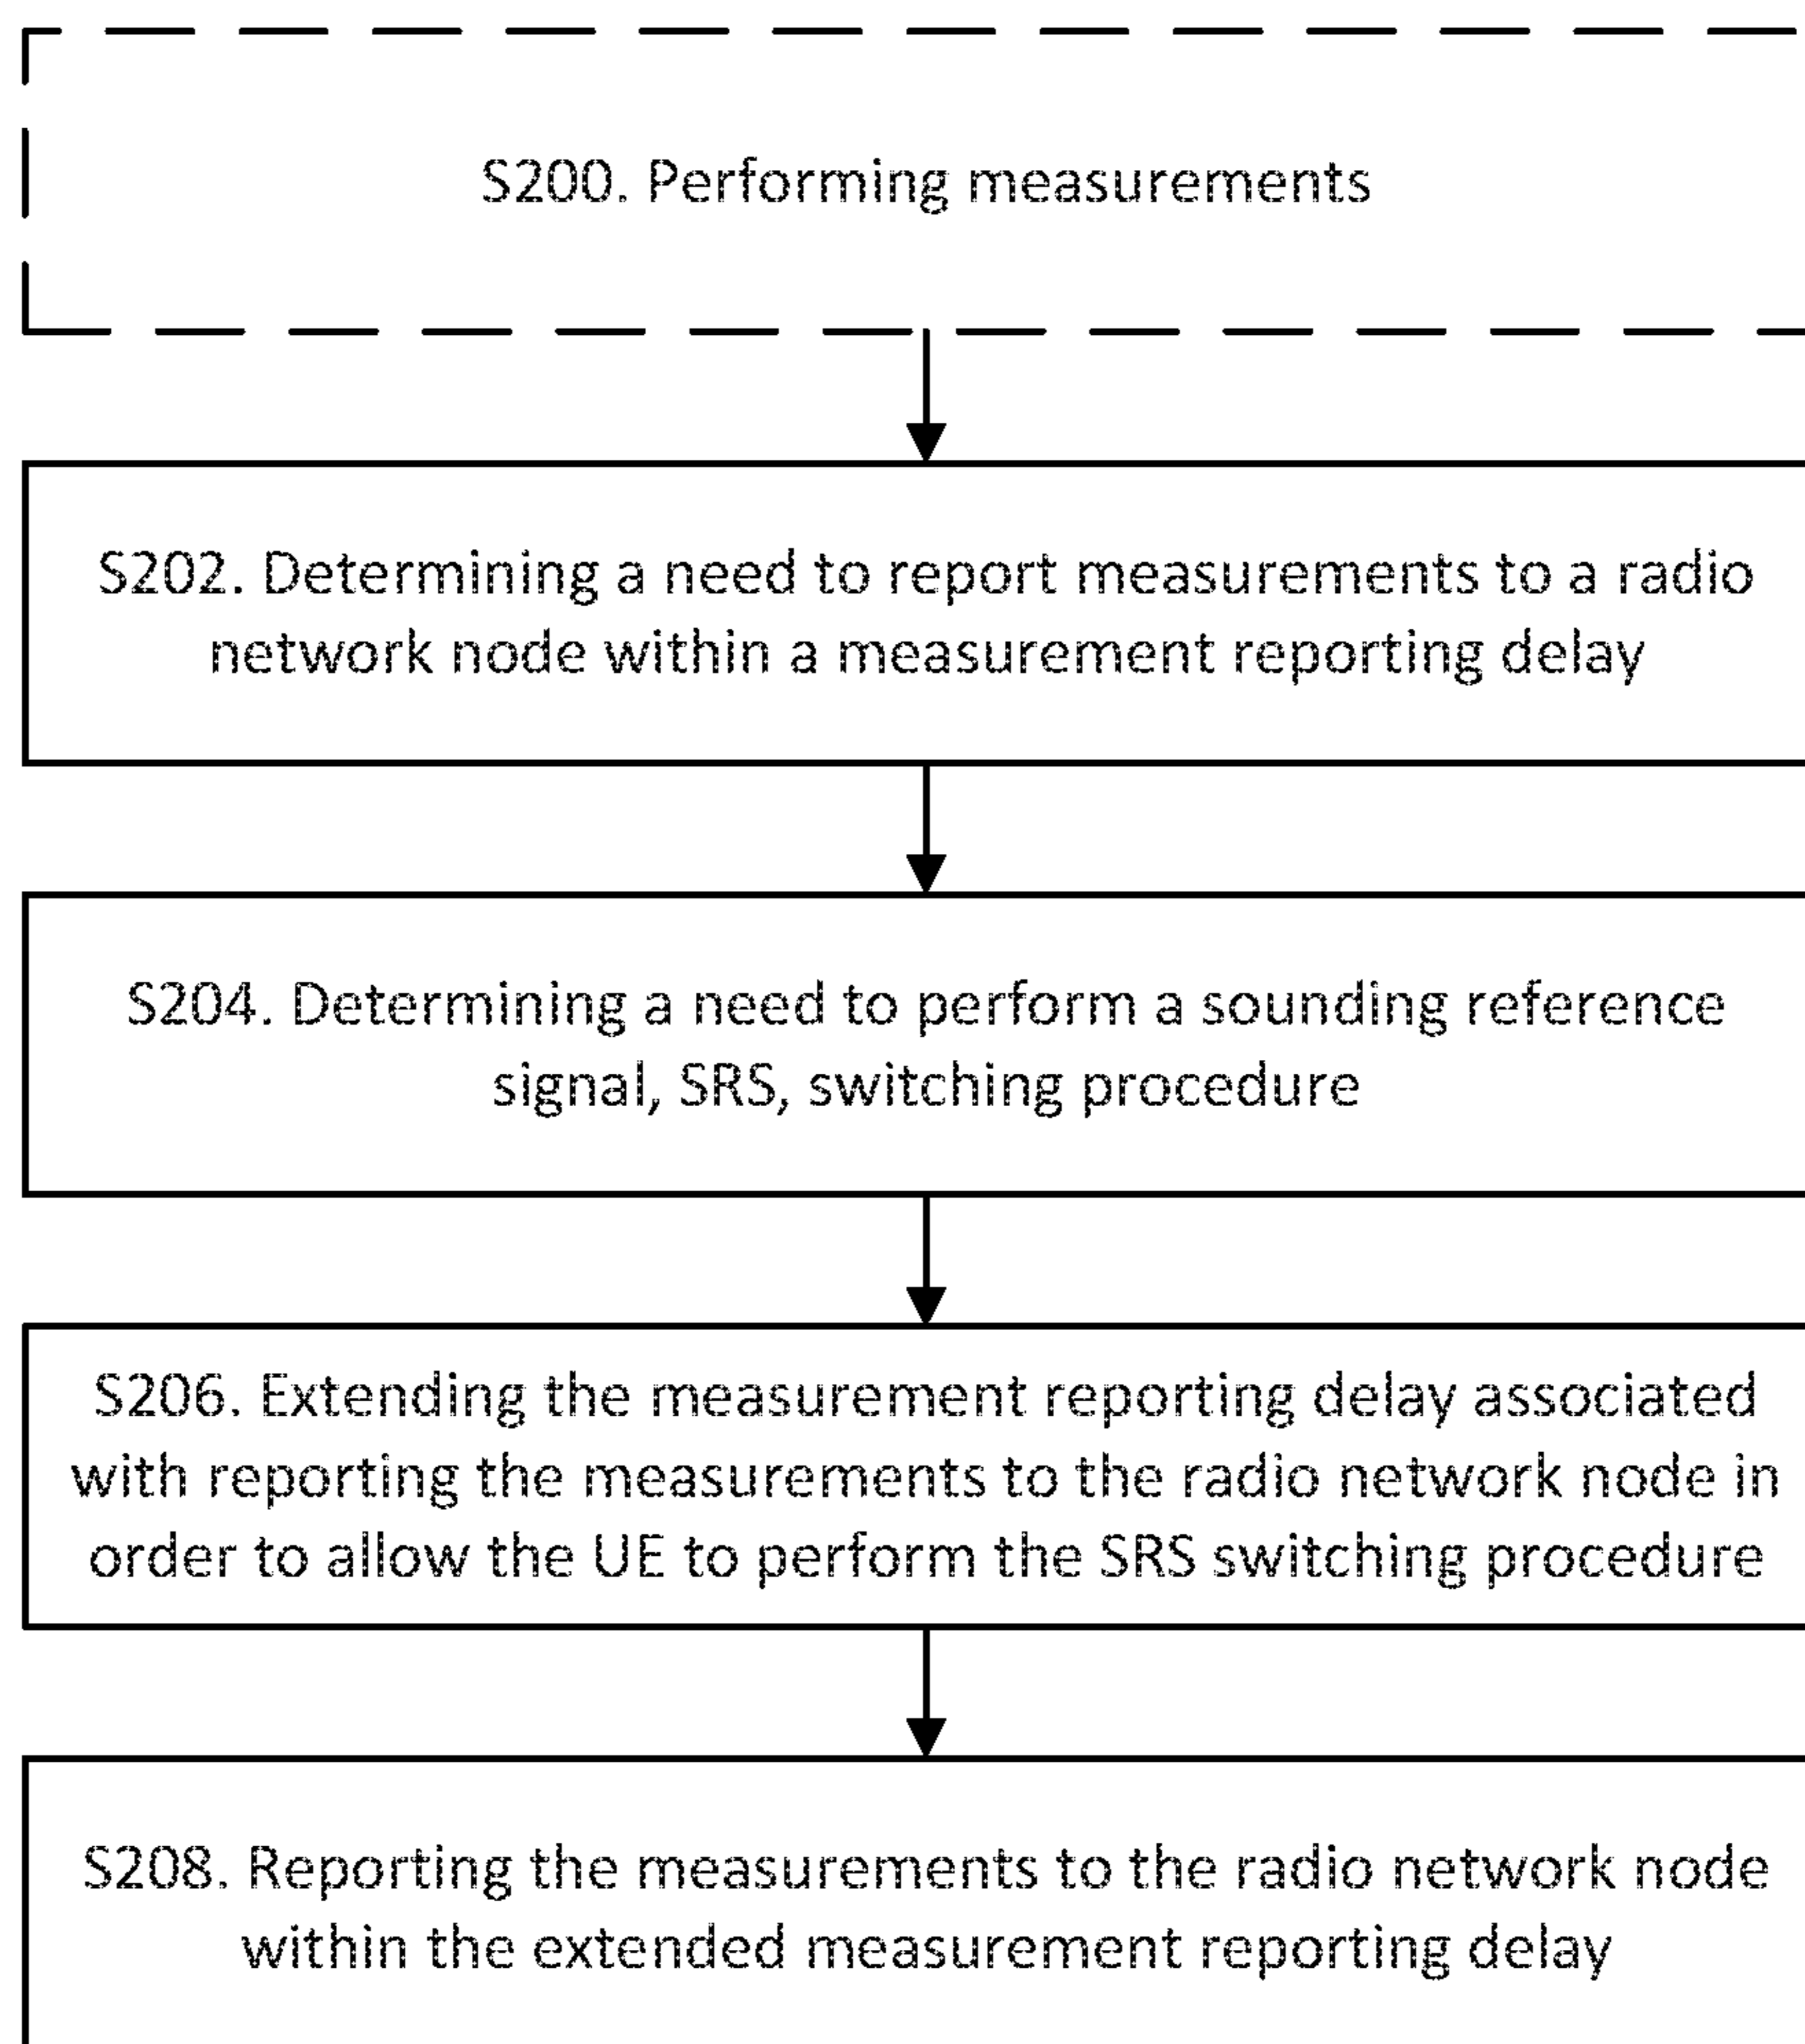 S200. Performing measurements
S202. Determining a need to report measurements to a radio
network node within a measurement reporting delay
S204. Determining a need to perform a sounding reference
signal, SRS, switching procedure
S206. Extending the measurement reporting delay associated
with reporting the measurements to the radio network node in
order to allow the UE to perform the SRS switching procedure
S208. Reporting the measurements to the radio network node
within the extended measurement reporting delay